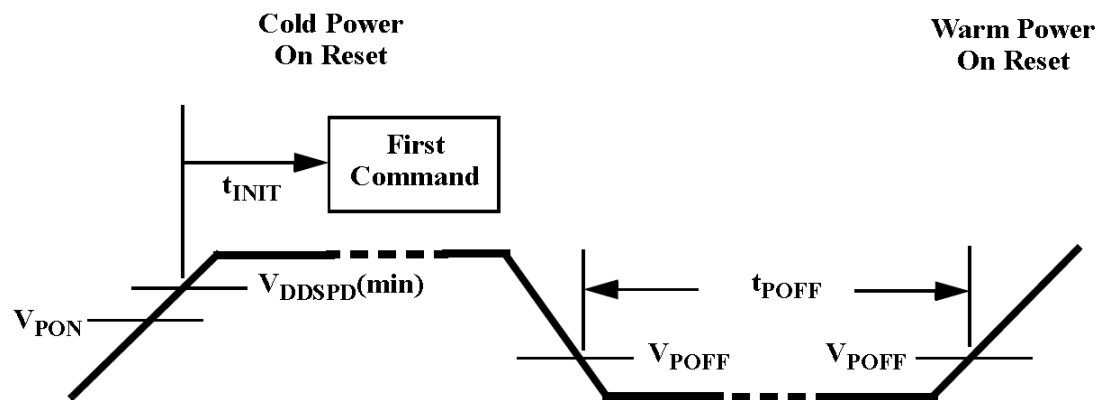 Cold Power
On Reset
Warm Power
On Reset
First
Command
tINIT
VDDSPD(min)
tPOFF
VPON
VPOFF
VPOFF